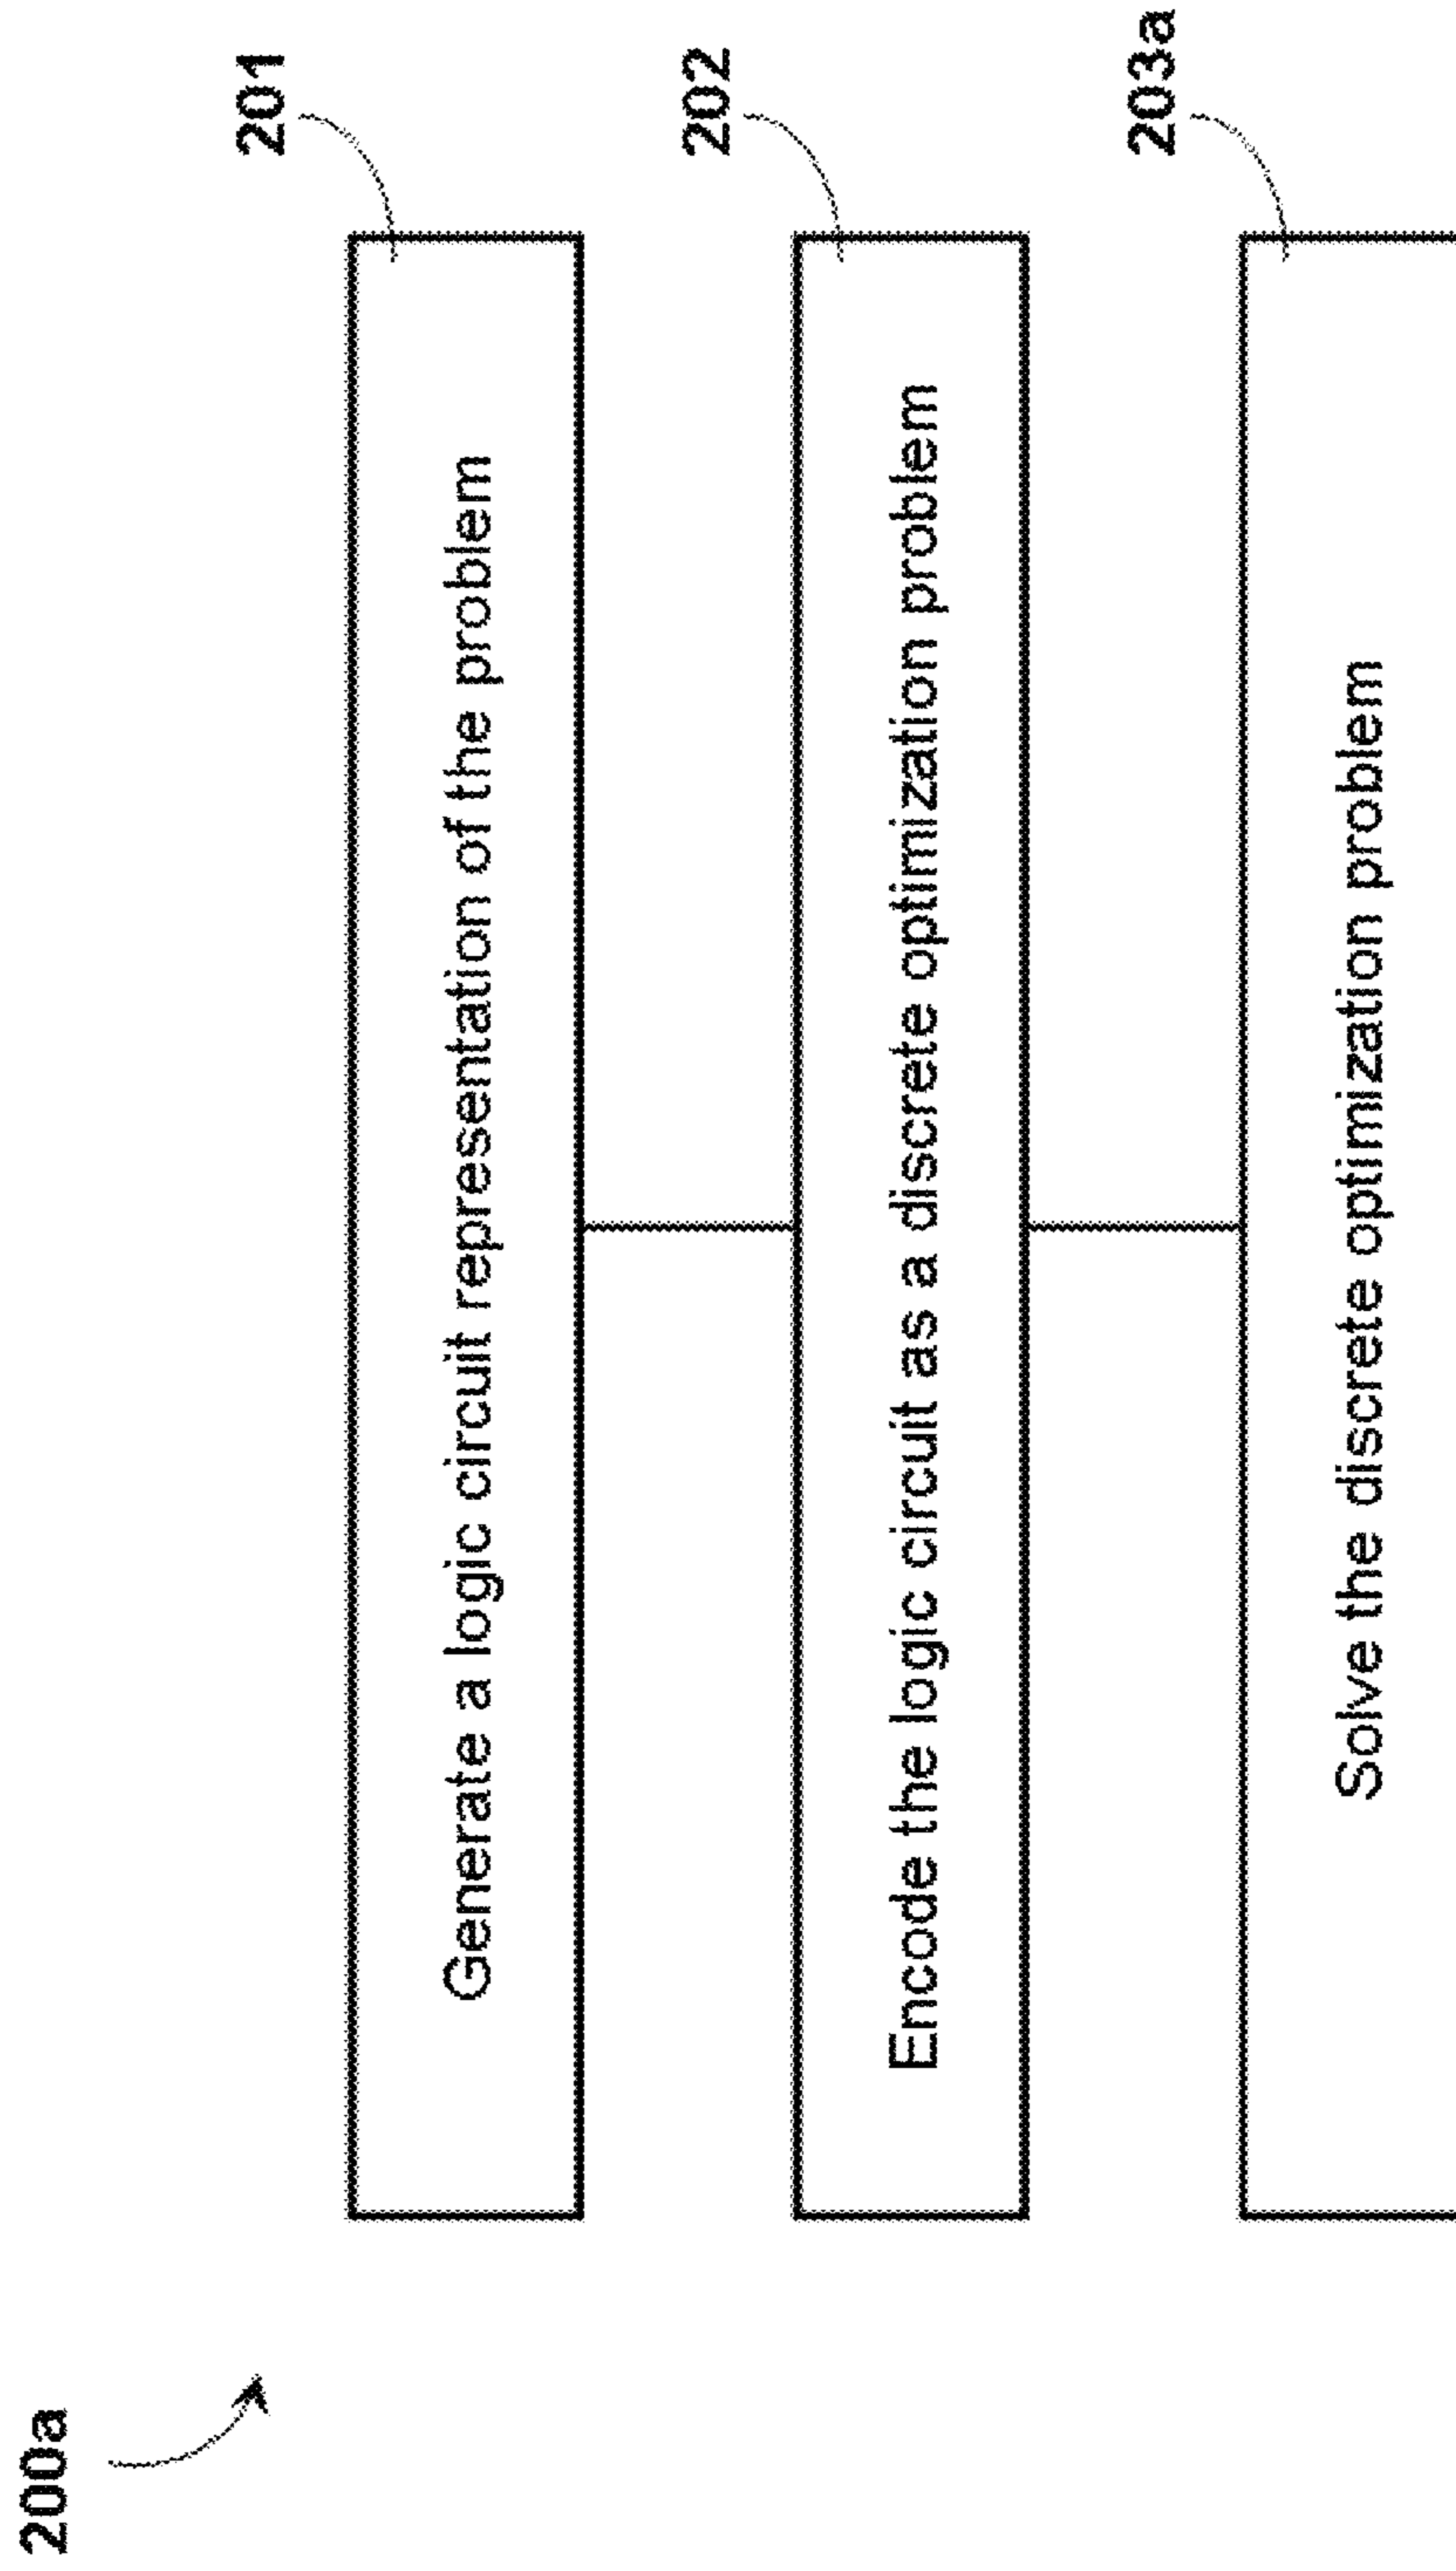 200a
201
Generate a logic circuit representation of the problem
202
Encode the logic circuit as a discrete optimization problem
203a
Solve the discrete optimization problem